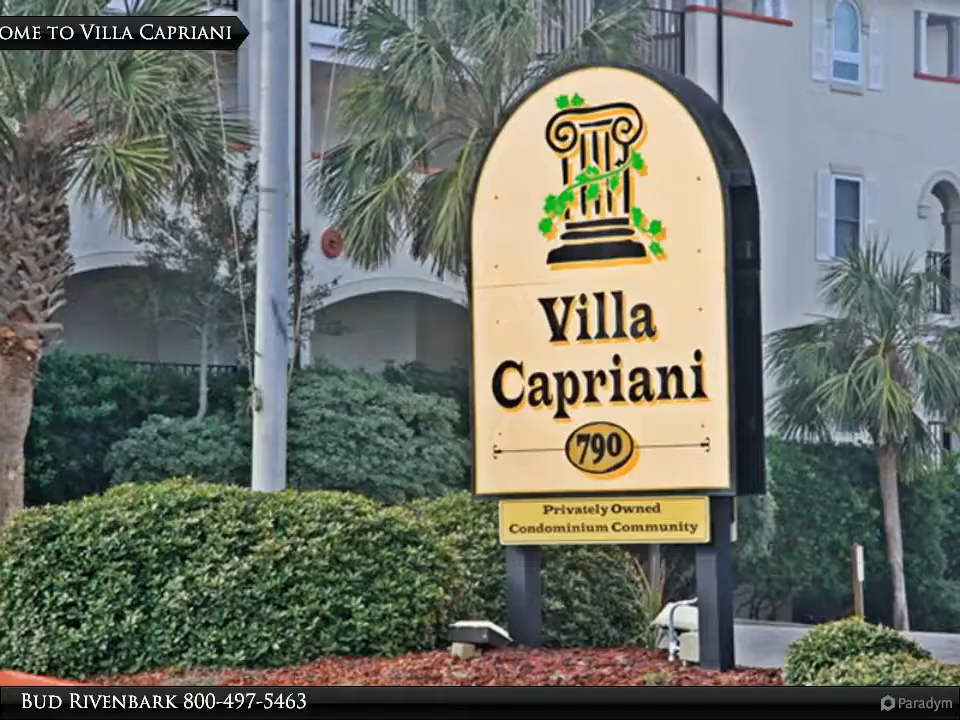 OME TO VILLA CAPRIANI
Villa
Capriani
790
Privately Owned
Condominium Community
BUD RIVENBARK 800-497-5463
Paradym